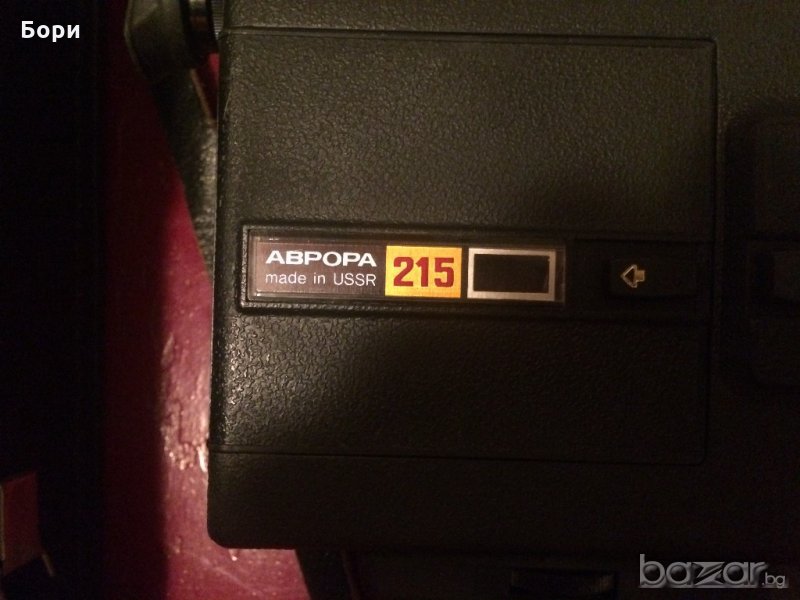 Бори
АВРОРА
made in USSR
215
bazar.bg